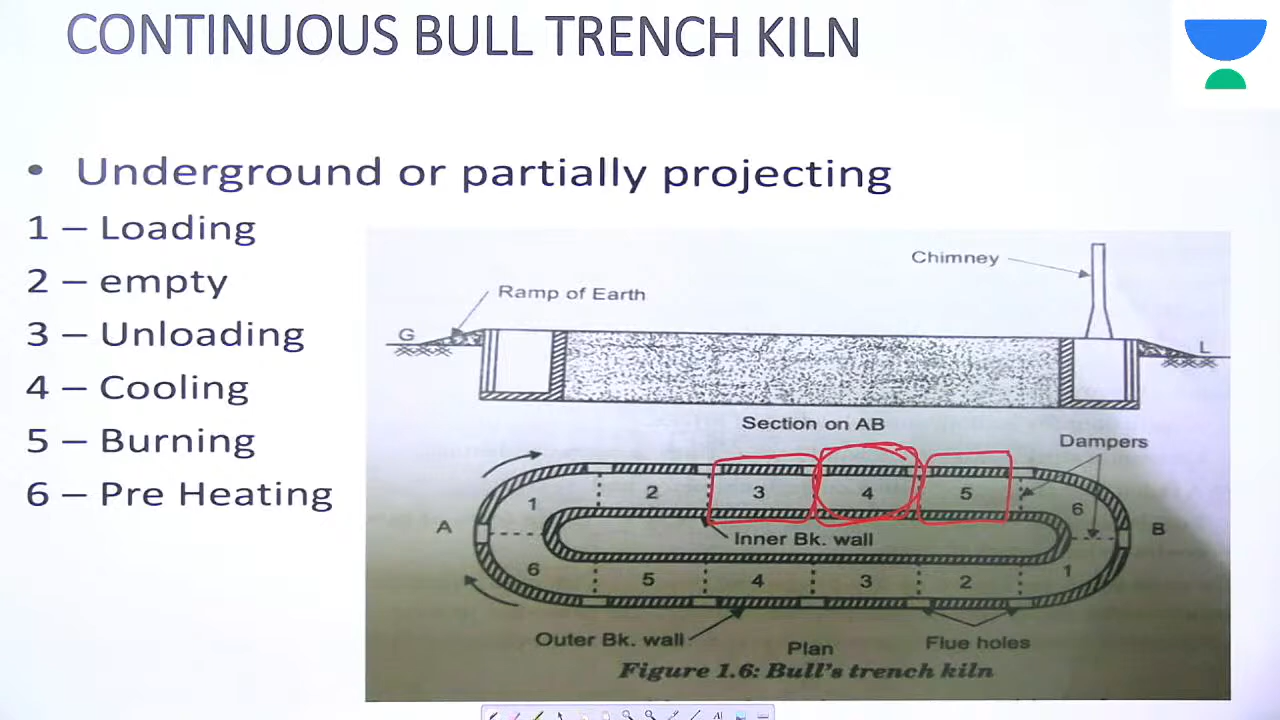 CONTINUOUS BULL TRENCH KILN
• Underground or partially projecting
1 – Loading
2 – empty
3 – Unloading
4 – Cooling
5 – Burning
6 – Pre Heating
Chimney
Ramp of Earth
G
L
Section on AB
Dampers
1 2 3 4 5 6
A
B
Inner Bk. wall
6 5 4 3 2 1
Outer Bk. wall
Plan
Flue holes
Figure 1.6: Bull's trench kiln